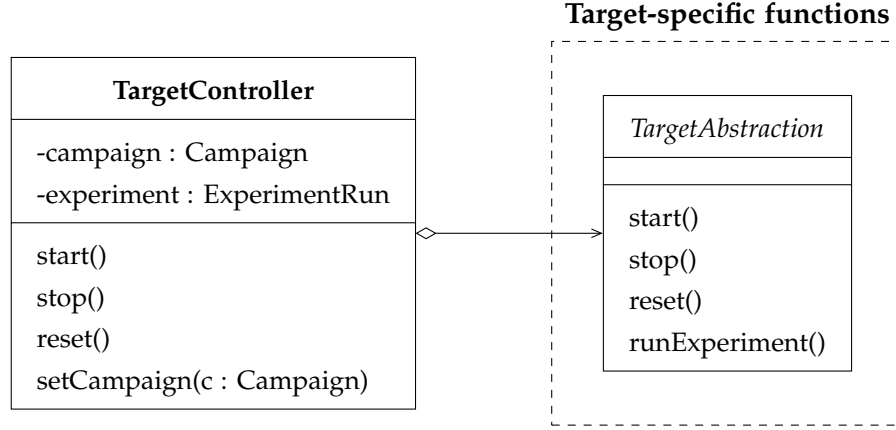 Target-specific functions
TargetController
-campaign : Campaign
-experiment : ExperimentRun
start()
stop()
reset()
setCampaign(c : Campaign)
TargetAbstraction
start()
stop()
reset()
runExperiment()